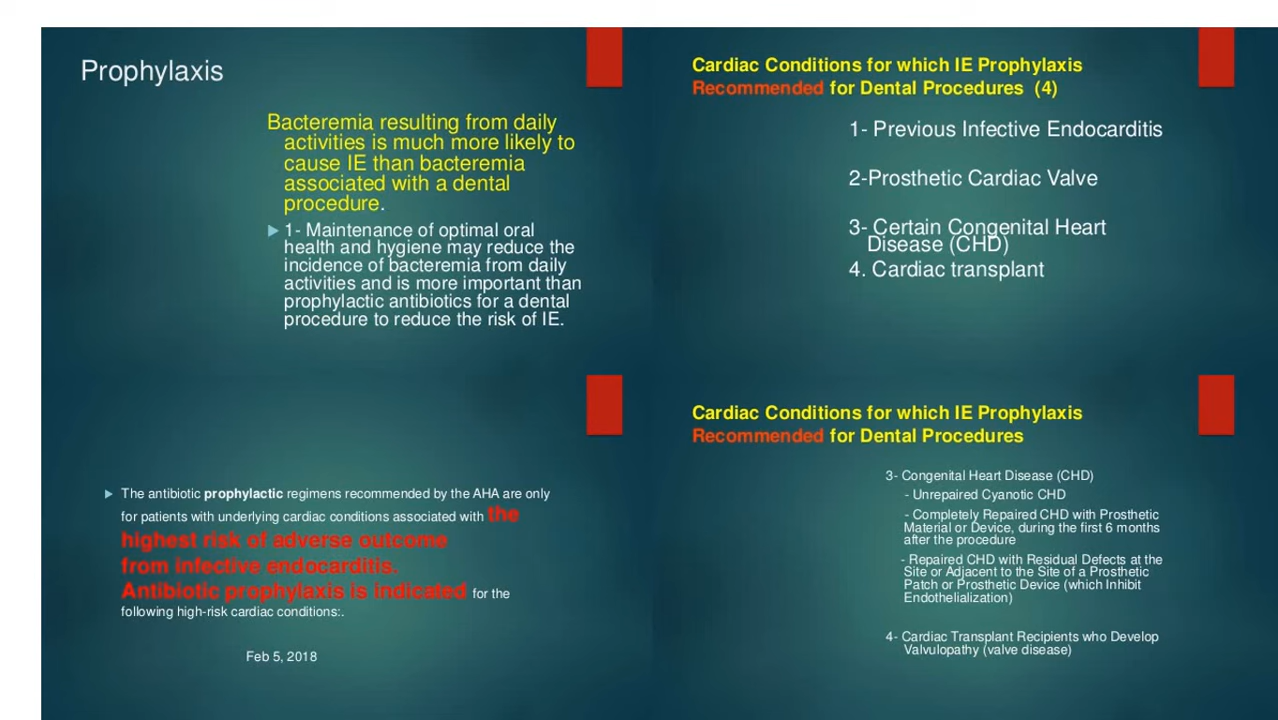 Prophylaxis
Bacteremia resulting from daily
activities is much more likely to
cause IE than bacteremia
associated with a dental
procedure.
1- Maintenance of optimal oral
health and hygiene may reduce the
incidence of bacteremia from daily
activities and is more important than
prophylactic antibiotics for a dental
procedure to reduce the risk of IE.
Cardiac Conditions for which IE Prophylaxis
Recommended for Dental Procedures (4)
1- Previous Infective Endocarditis
2-Prosthetic Cardiac Valve
3- Certain Congenital Heart
Disease (CHD)
4. Cardiac transplant
The antibiotic prophylactic regimens recommended by the AHA are only
for patients with underlying cardiac conditions associated with the
highest risk of adverse outcome
from infective endocarditis.
Antibiotic prophylaxis is indicated for the
following high-risk cardiac conditions:.
Feb 5, 2018
Cardiac Conditions for which IE Prophylaxis
Recommended for Dental Procedures
3- Congenital Heart Disease (CHD)
- Unrepaired Cyanotic CHD
- Completely Repaired CHD with Prosthetic
Material or Device, during the first 6 months
after the procedure
- Repaired CHD with Residual Defects at the
Site or Adjacent to the Site of a Prosthetic
Patch or Prosthetic Device (which Inhibit
Endothelialization)
4- Cardiac Transplant Recipients who Develop
Valvulopathy (valve disease)